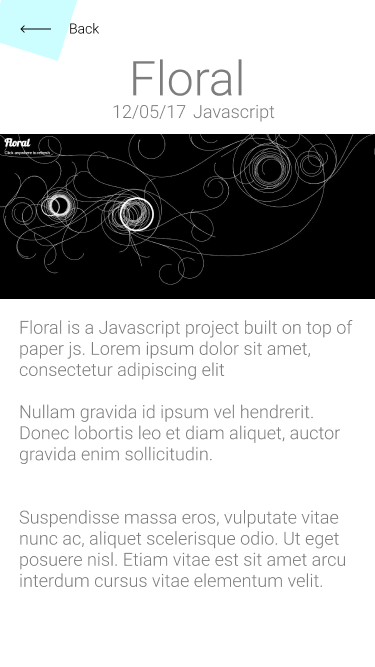 Back
Floral
12/05/17 Javascript
Floral
Click anywhere to refresh
Floral is a Javascript project built on top of
paper js. Lorem ipsum dolor sit amet,
consectetur adipiscing elit
Nullam gravida id ipsum vel hendrerit.
Donec lobortis leo et diam aliquet, auctor
gravida enim sollicitudin.
Suspendisse massa eros, vulputate vitae
nunc ac, aliquet scelerisque odio. Ut eget
posuere nisl. Etiam vitae est sit amet arcu
interdum cursus vitae elementum velit.